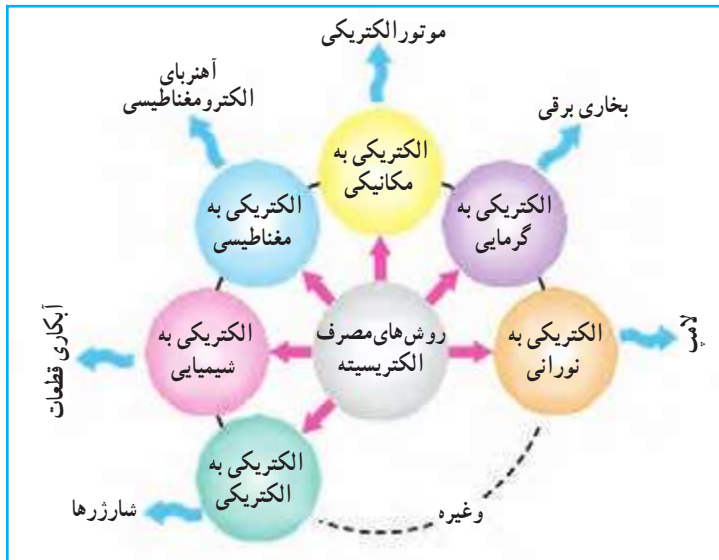 موتور الکتریکی
آهنربای
الکترومغناطیسی
بخاری برقی
الکتریکی به
مکانیکی
الکتریکی به
مغناطیسی
الکتریکی به
گرمایی
روش‌های مصرف
الکتریسیته
الکتریکی به
شیمیایی
الکتریکی به
نورانی
لامپ
آبکاری قطعات
الکتریکی به
الکتریکی
شارژرها
وغیره